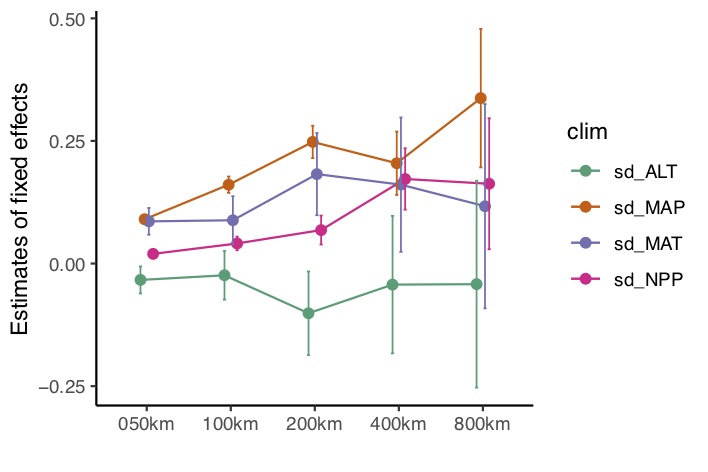 Estimates of fixed effects
0.50
0.25
0.00
−0.25
050km 100km 200km 400km 800km
clim
sd_ALT
sd_MAP
sd_MAT
sd_NPP